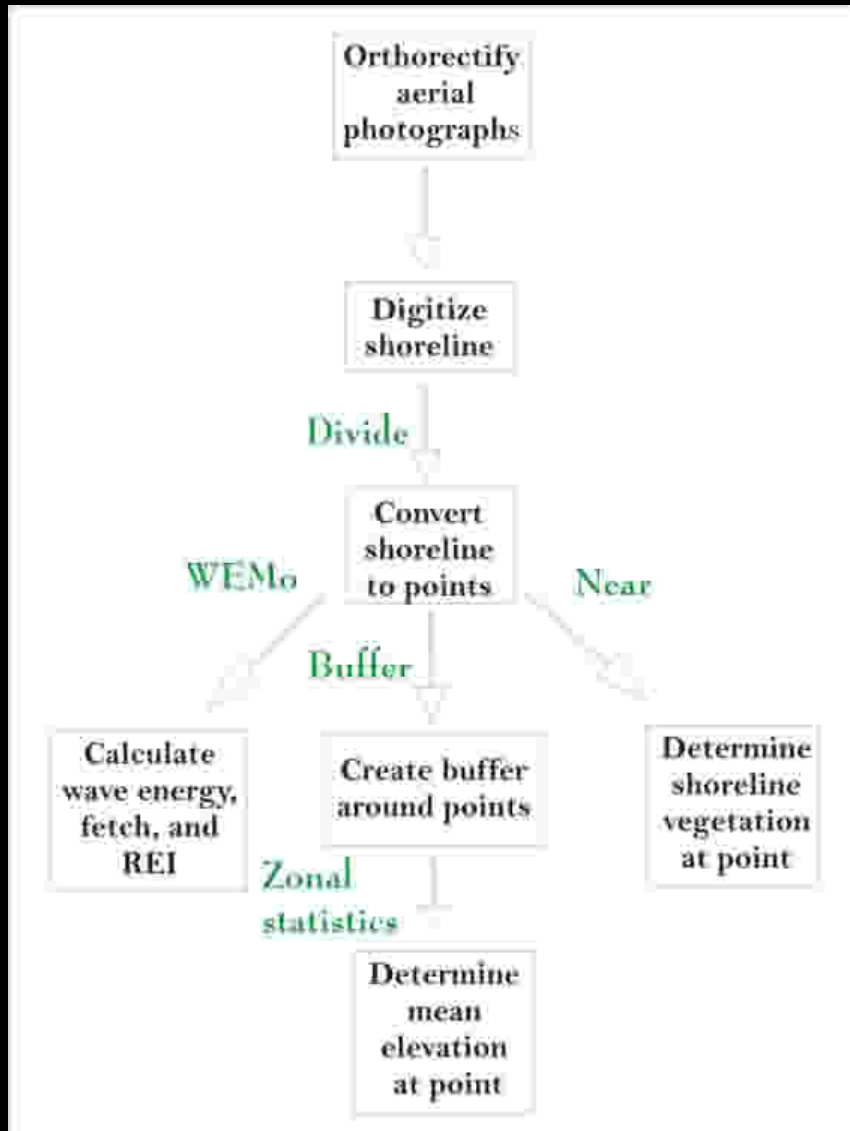 Orthorectify
aerial
photographs
Digitize
shoreline
Divide
Convert
shoreline
to points
WEMo
Near
Buffer
Calculate
wave energy,
fetch, and
REI
Create buffer
around points
Determine
shoreline
vegetation
at point
Zonal
statistics
Determine
mean
elevation
at point